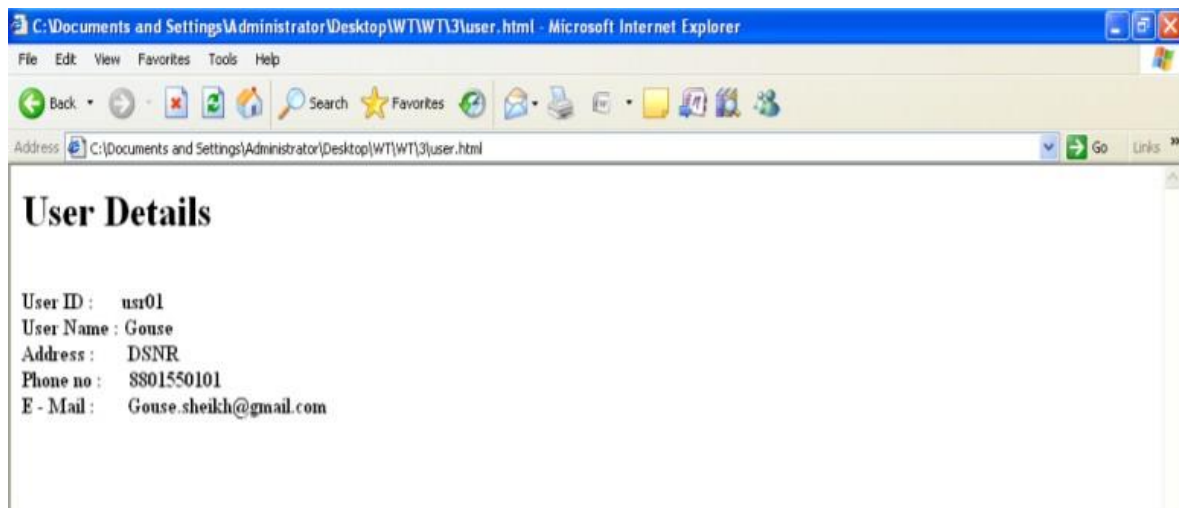 C:\Documents and Settings\Administrator\Desktop\WT\WT\3\user.html - Microsoft Internet Explorer
File Edit View Favorites Tools Help
Back Search Favorites
Address C:\Documents and Settings\Administrator\Desktop\WT\WT\3\user.html Go Links »
User Details
User ID : usr01
User Name : Gouse
Address : DSNR
Phone no : 8801550101
E - Mail : Gouse.sheikh@gmail.com